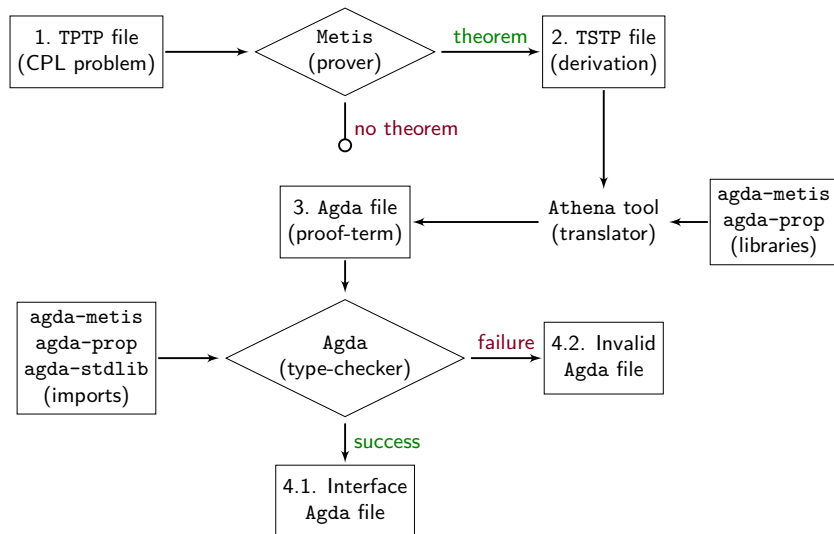 1. TPTP file
(CPL problem)
Metis
(prover)
theorem
2. TSTP file
(derivation)
no theorem
3. Agda file
(proof-term)
Athena tool
(translator)
agda-metis
agda-prop
(libraries)
agda-metis
agda-prop
agda-stdlib
(imports)
Agda
(type-checker)
failure
4.2. Invalid
Agda file
success
4.1. Interface
Agda file